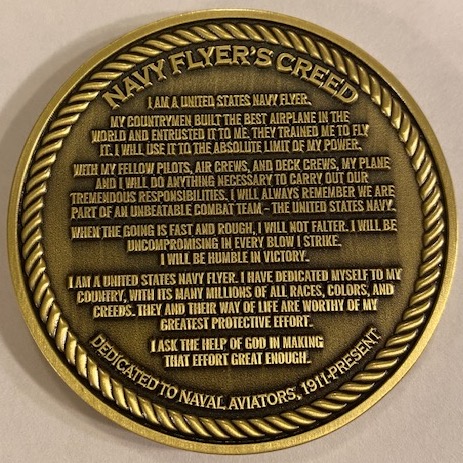 NAVY FLYER'S CREED
I AM A UNITED STATES NAVY FLYER.
MY COUNTRYMEN BUILT THE BEST AIRPLANE IN THE
WORLD AND ENTRUSTED IT TO ME. THEY TRAINED ME TO FLY
IT. I WILL USE IT TO THE ABSOLUTE LIMIT OF MY POWER.
WITH MY FELLOW PILOTS, AIR CREWS, AND DECK CREWS, MY PLANE
AND I WILL DO ANYTHING NECESSARY TO CARRY OUT OUR
TREMENDOUS RESPONSIBILITIES. I WILL ALWAYS REMEMBER WE ARE
PART OF AN UNBEATABLE COMBAT TEAM - THE UNITED STATES NAVY.
WHEN THE GOING IS FAST AND ROUGH, I WILL NOT FALTER. I WILL BE
UNCOMPROMISING IN EVERY BLOW I STRIKE.
I WILL BE HUMBLE IN VICTORY.
I AM A UNITED STATES NAVY FLYER. I HAVE DEDICATED MYSELF TO MY
COUNTRY, WITH ITS MANY MILLIONS OF ALL RACES, COLORS, AND
CREEDS. THEY AND THEIR WAY OF LIFE ARE WORTHY OF MY
GREATEST PROTECTIVE EFFORT.
I ASK THE HELP OF GOD IN MAKING
THAT EFFORT GREAT ENOUGH.
DEDICATED TO NAVAL AVIATORS, 1911-PRESENT